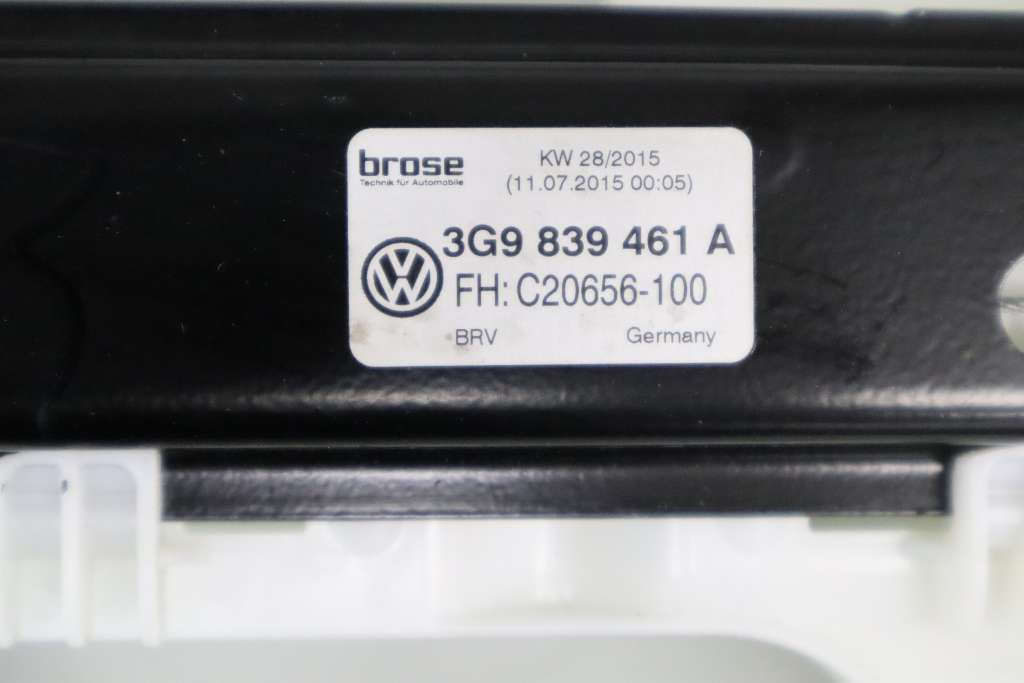 brose
Technik für Automobile
KW 28/2015
(11.07.2015 00:05)
3G9 839 461 A
FH: C20656-100
BRV Germany